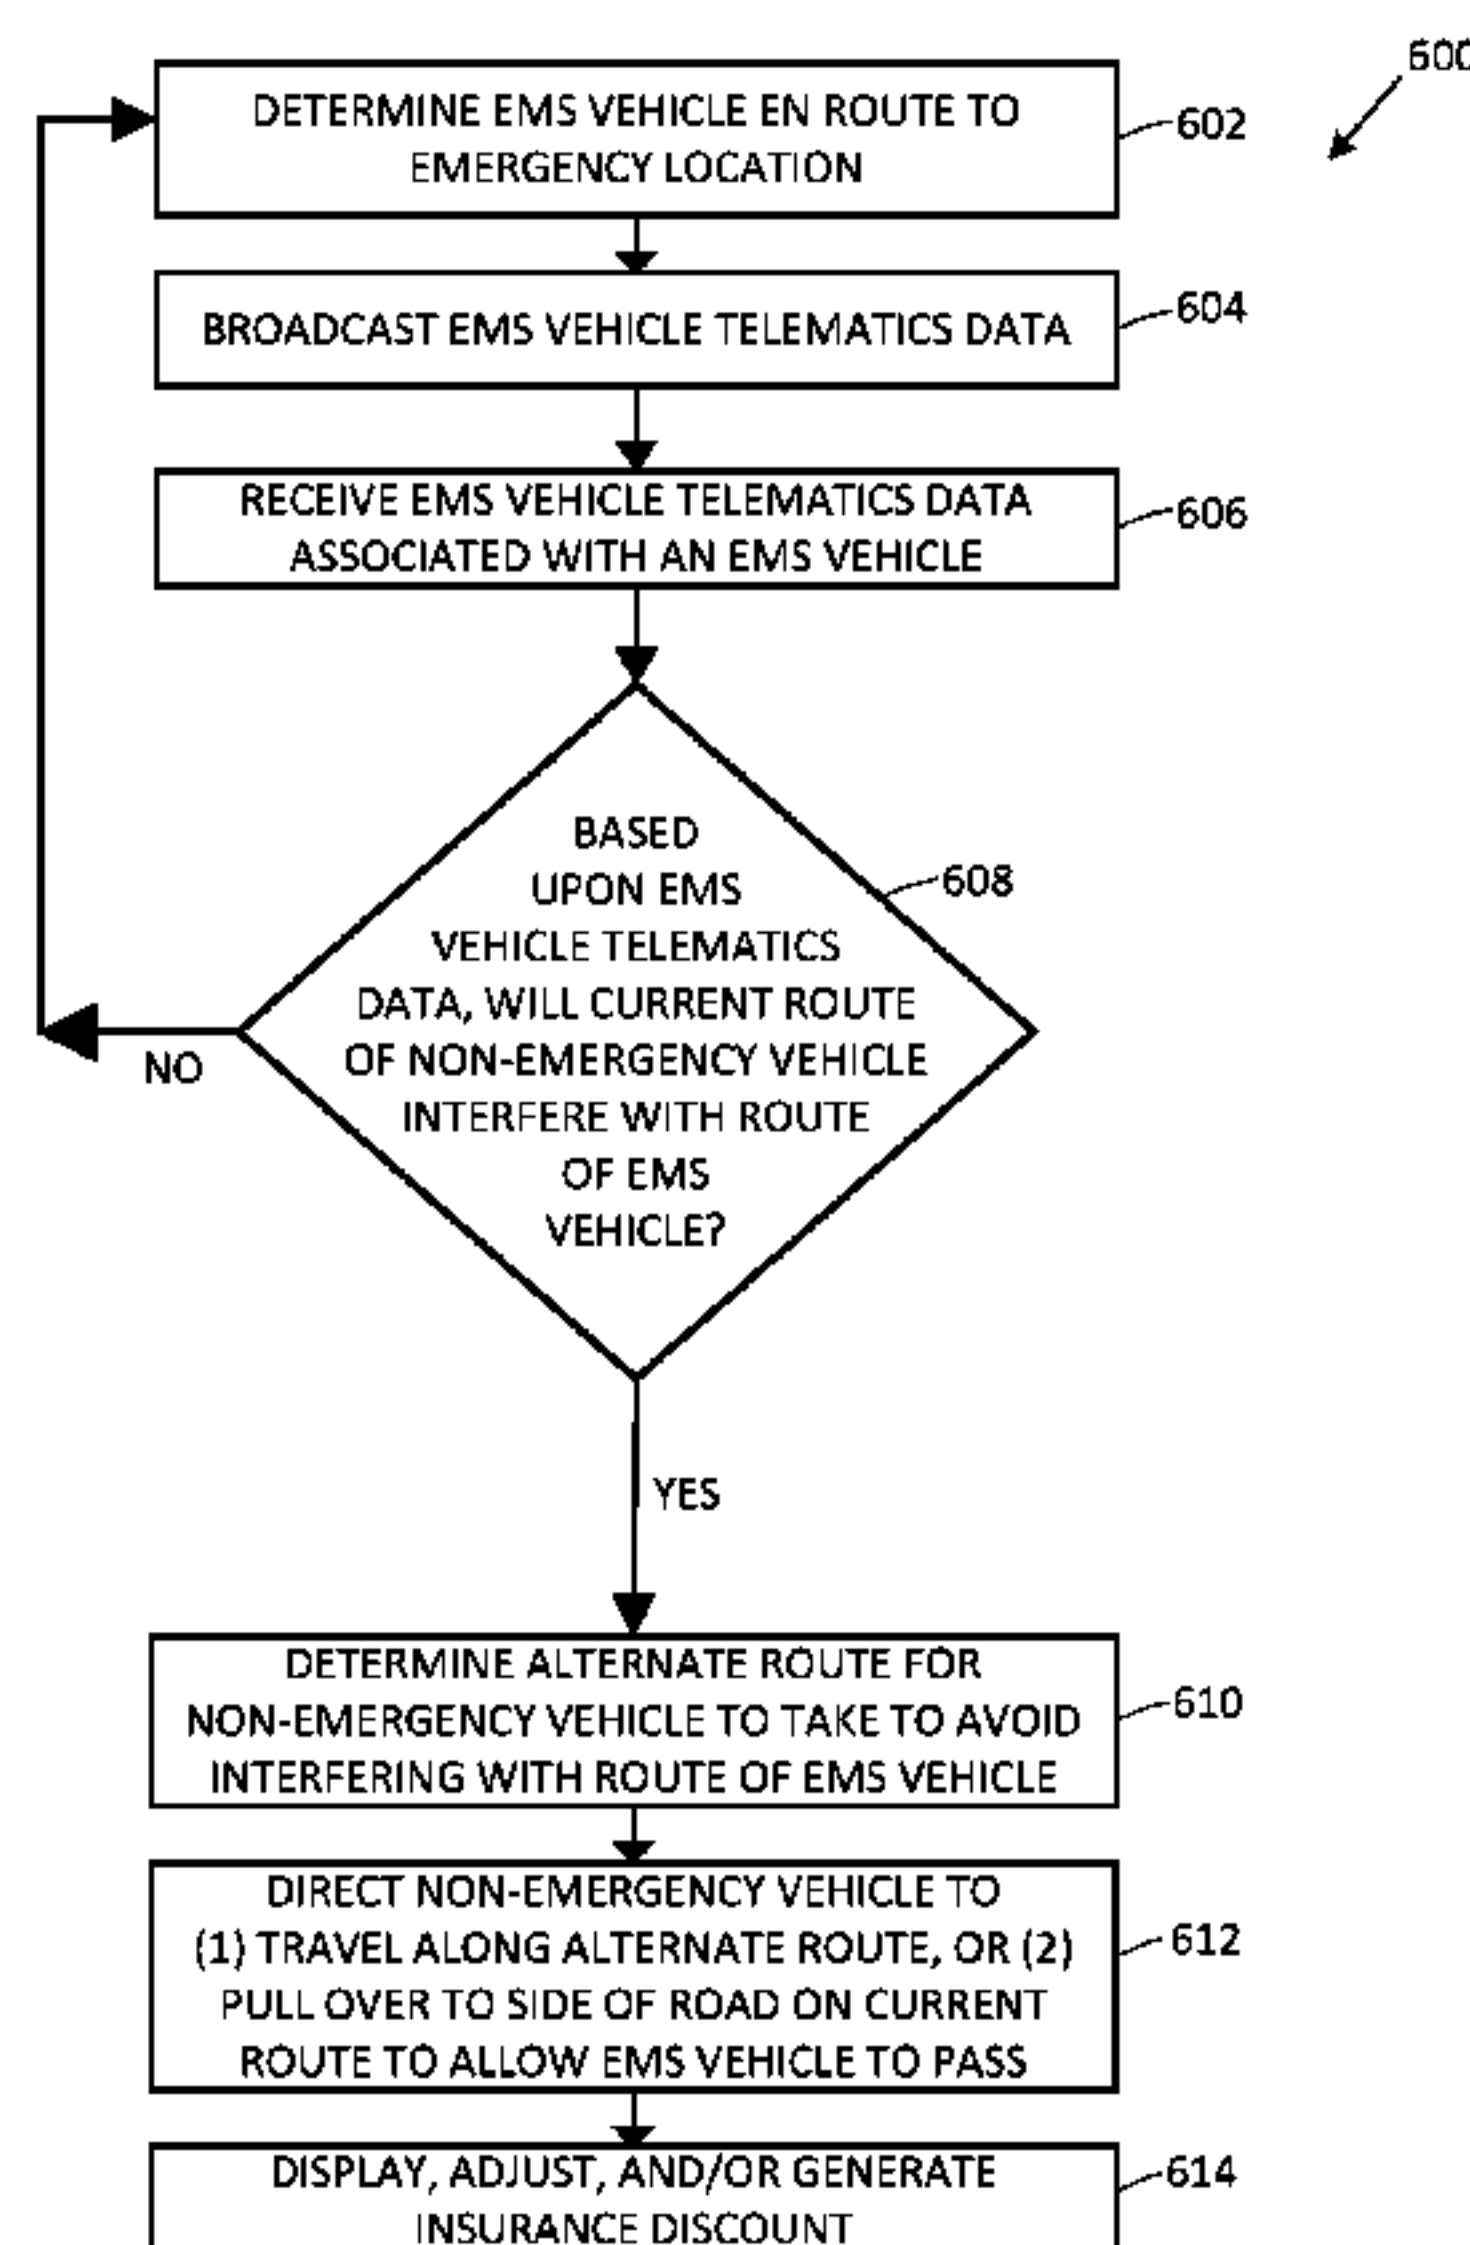 600
DETERMINE EMS VEHICLE EN ROUTE TO
EMERGENCY LOCATION
602
BROADCAST EMS VEHICLE TELEMATICS DATA
604
RECEIVE EMS VEHICLE TELEMATICS DATA
ASSOCIATED WITH AN EMS VEHICLE
606
BASED
UPON EMS
VEHICLE TELEMATICS
DATA, WILL CURRENT ROUTE
OF NON-EMERGENCY VEHICLE
INTERFERE WITH ROUTE
OF EMS
VEHICLE?
608
NO
YES
DETERMINE ALTERNATE ROUTE FOR
NON-EMERGENCY VEHICLE TO TAKE TO AVOID
INTERFERING WITH ROUTE OF EMS VEHICLE
610
DIRECT NON-EMERGENCY VEHICLE TO
(1) TRAVEL ALONG ALTERNATE ROUTE, OR (2)
PULL OVER TO SIDE OF ROAD ON CURRENT
ROUTE TO ALLOW EMS VEHICLE TO PASS
612
DISPLAY, ADJUST, AND/OR GENERATE
INSURANCE DISCOUNT
614